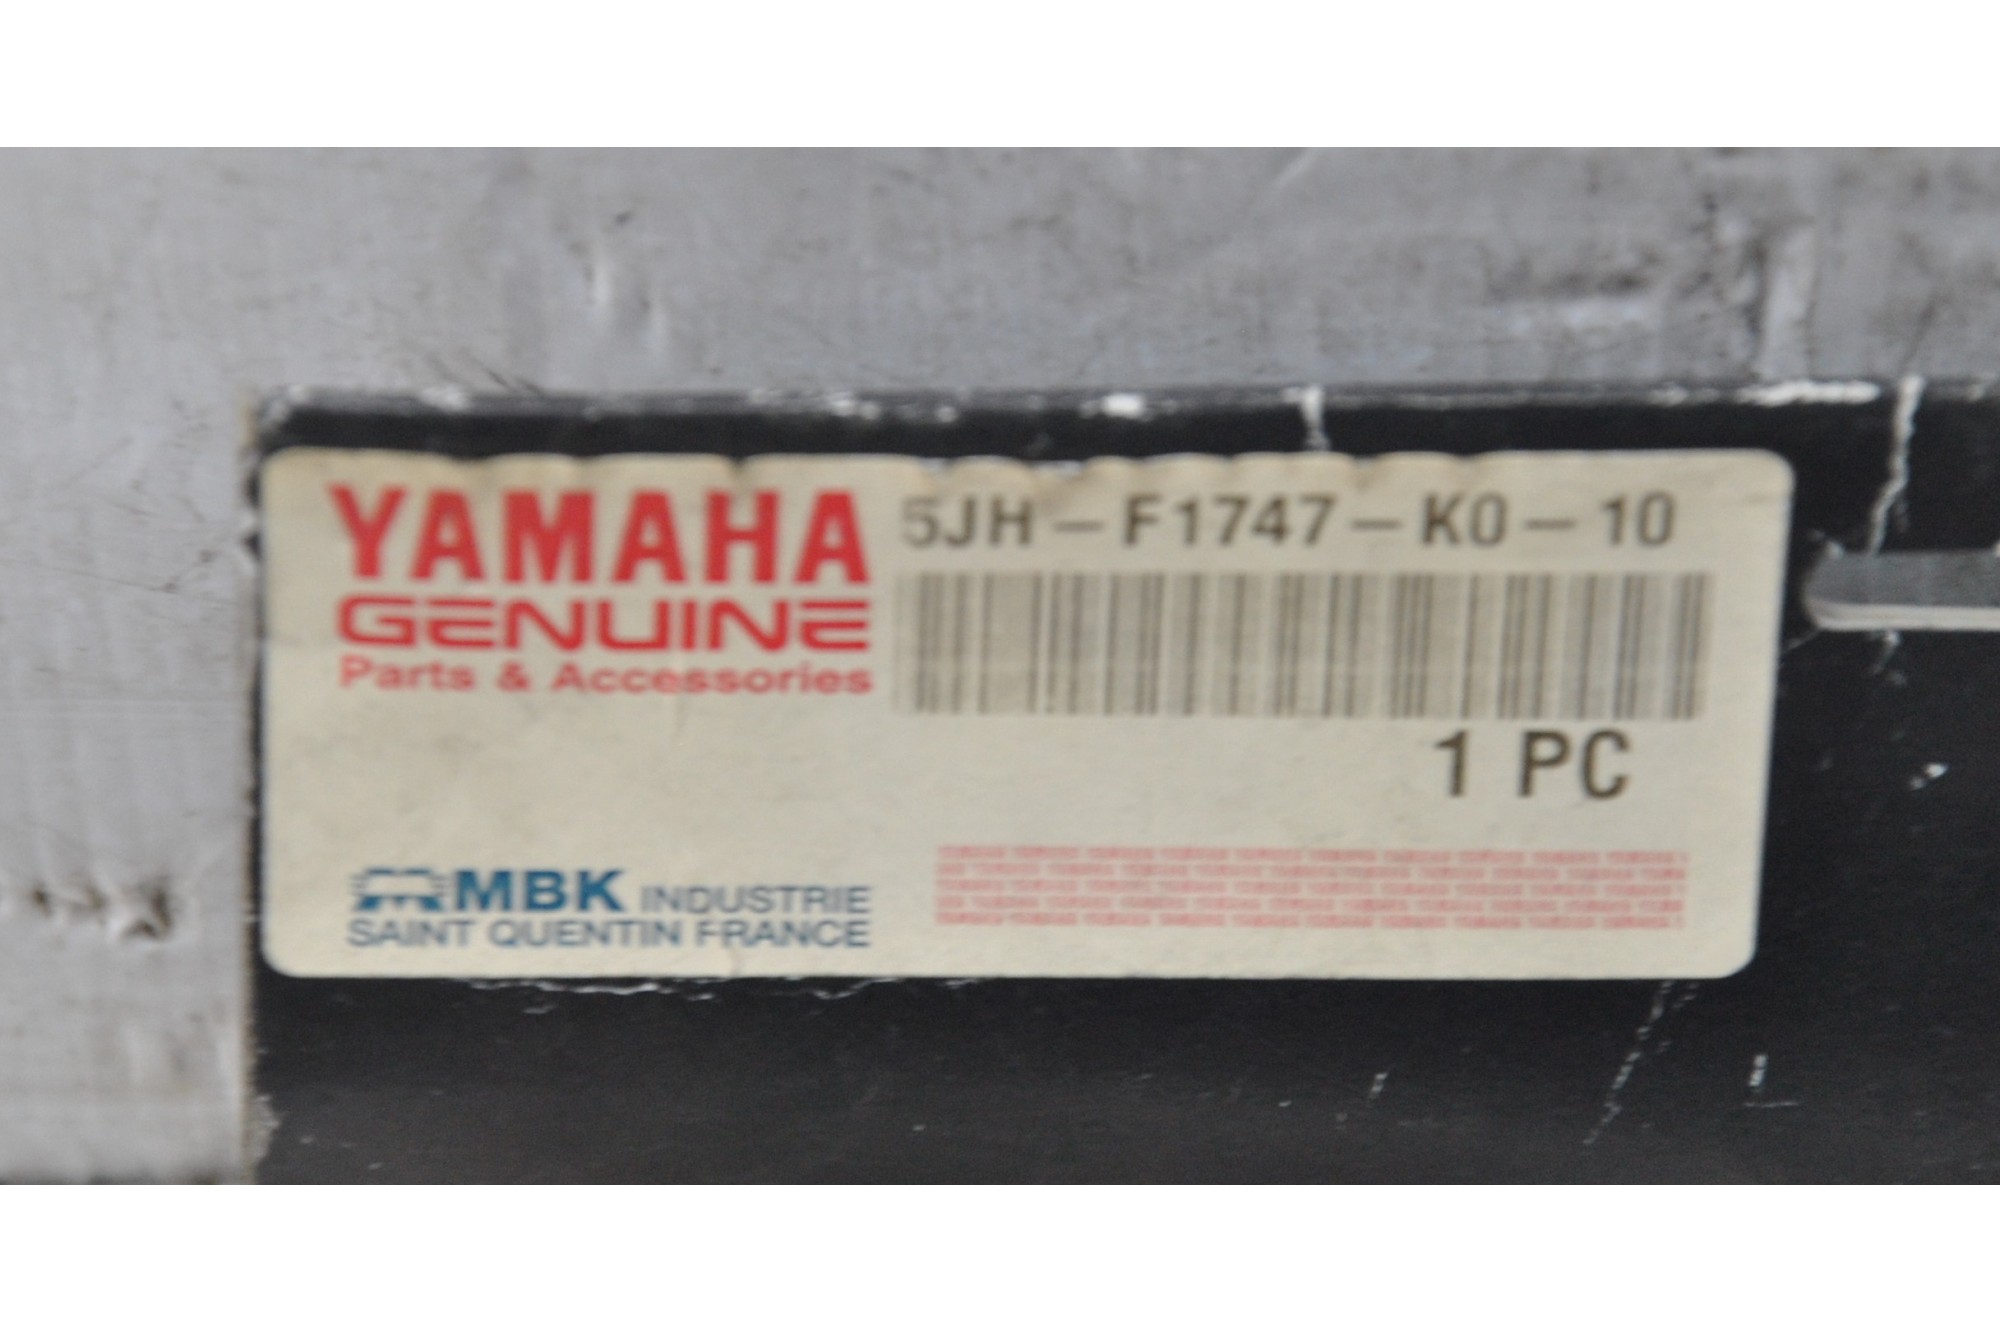 YAMAHA
GENUINE
Parts & Accessories
5JH-F1747-K0-10
1 PC
MBK INDUSTRIE
SAINT QUENTIN FRANCE